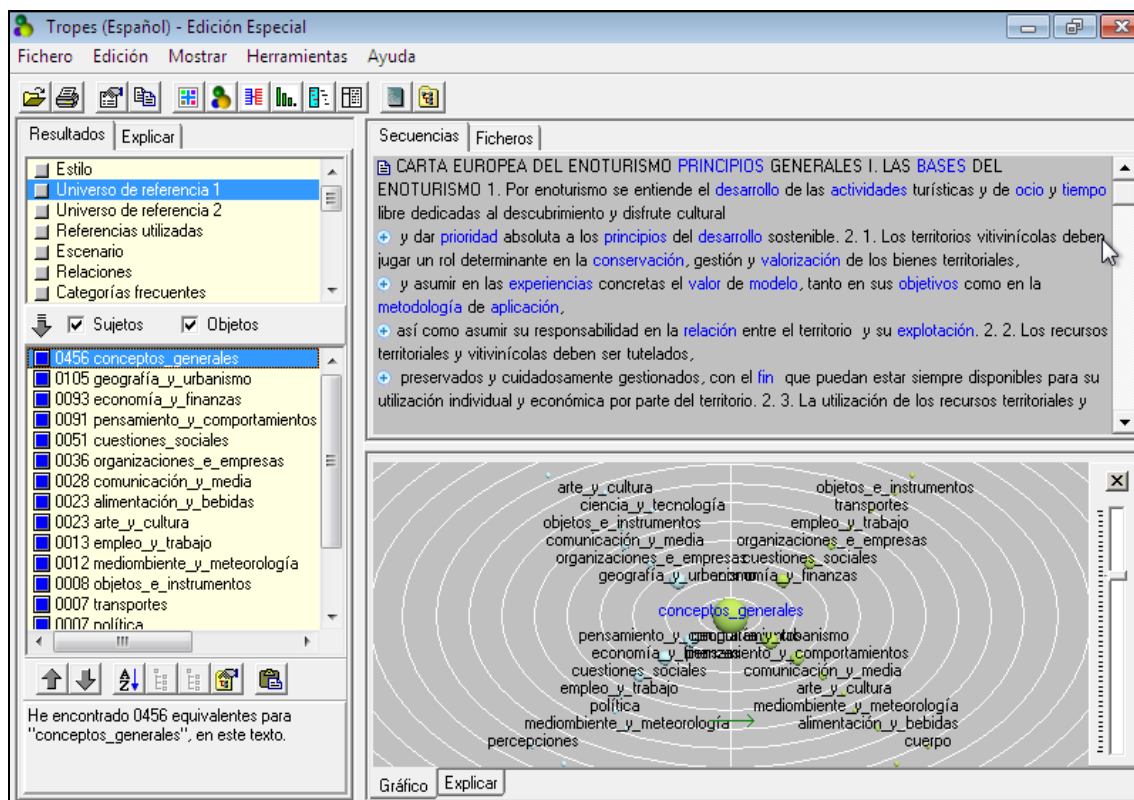 Tropes (Español) - Edición Especial
Fichero Edición Mostrar Herramientas Ayuda
Resultados Explicar
Estilo
Universo de referencia 1
Universo de referencia 2
Referencias utilizadas
Escenario
Relaciones
Categorías frecuentes
Sujetos Objetos
0456 conceptos_generales
0105 geografía_y_urbanismo
0093 economía_y_finanzas
0091 pensamiento_y_comportamientos
0051 cuestiones_sociales
0036 organizaciones_e_empresas
0028 comunicación_y_media
0023 alimentación_y_bebidas
0023 arte_y_cultura
0013 empleo_y_trabajo
0012 mediombiente_y_meteorología
0008 objetos_e_instrumentos
0007 transportes
0007 política
He encontrado 0456 equivalentes para
"conceptos_generales", en este texto.
Secuencias Ficheros
CARTA EUROPEA DEL ENOTURISMO PRINCIPIOS GENERALES I. LAS BASES DEL
ENOTURISMO 1. Por enoturismo se entiende el desarrollo de las actividades turísticas y de ocio y tiempo
libre dedicadas al descubrimiento y disfrute cultural
y dar prioridad absoluta a los principios del desarrollo sostenible. 2. 1. Los territorios vitivinícolas deben
jugar un rol determinante en la conservación, gestión y valorización de los bienes territoriales,
y asumir en las experiencias concretas el valor de modelo, tanto en sus objetivos como en la
metodología de aplicación,
así como asumir su responsabilidad en la relación entre el territorio y su explotación. 2. 2. Los recursos
territoriales y vitivinícolas deben ser tutelados,
preservados y cuidadosamente gestionados, con el fin que puedan estar siempre disponibles para su
utilización individual y económica por parte del territorio. 2. 3. La utilización de los recursos territoriales y
arte_y_cultura objetos_e_instrumentos
ciencia_y_tecnología transportes
objetos_e_instrumentos empleo_y_trabajo
comunicación_y_media organizaciones_e_empresas
organizaciones_e_empresas cuestiones_sociales
geografía_y_urbanismo economía_y_finanzas
conceptos_generales
pensamiento_y_ geografía_y_urbanismo
economía_y_ pensamiento_y_comportamientos
cuestiones_sociales comunicación_y_media
empleo_y_trabajo arte_y_cultura
política mediombiente_y_meteorología
mediombiente_y_meteorología alimentación_y_bebidas
percepciones cuerpo
Gráfico Explicar